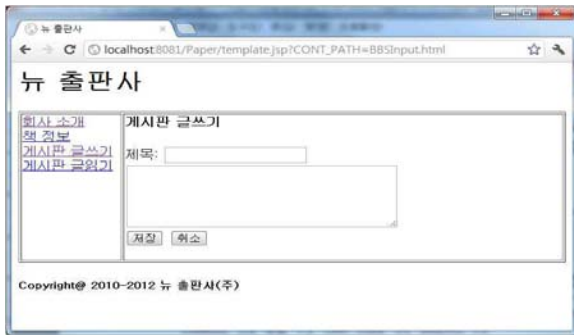 뉴 출판사
localhost:8081/Paper/template.jsp?CONT_PATH=BBSInput.html
뉴 출판사
회사 소개
책 정보
게시판 글쓰기
게시판 글읽기
게시판 글쓰기
제목:
저장 취소
Copyright@ 2010-2012 뉴 출판사(주)